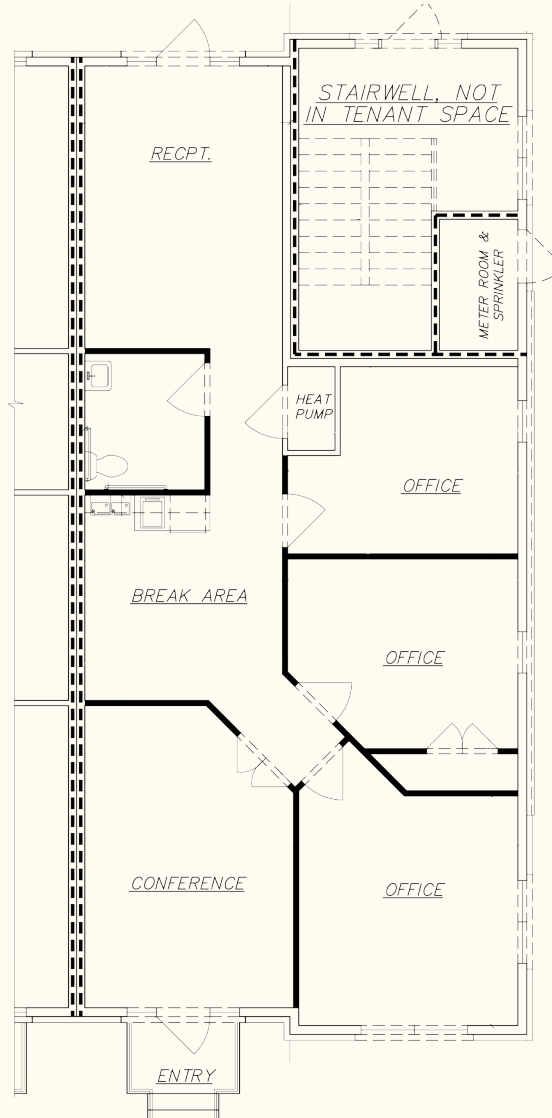 STAIRWELL, NOT
IN TENANT SPACE
RECPT.
METER ROOM &
SPRINKLER
HEAT
PUMP
OFFICE
BREAK AREA
OFFICE
CONFERENCE
OFFICE
ENTRY